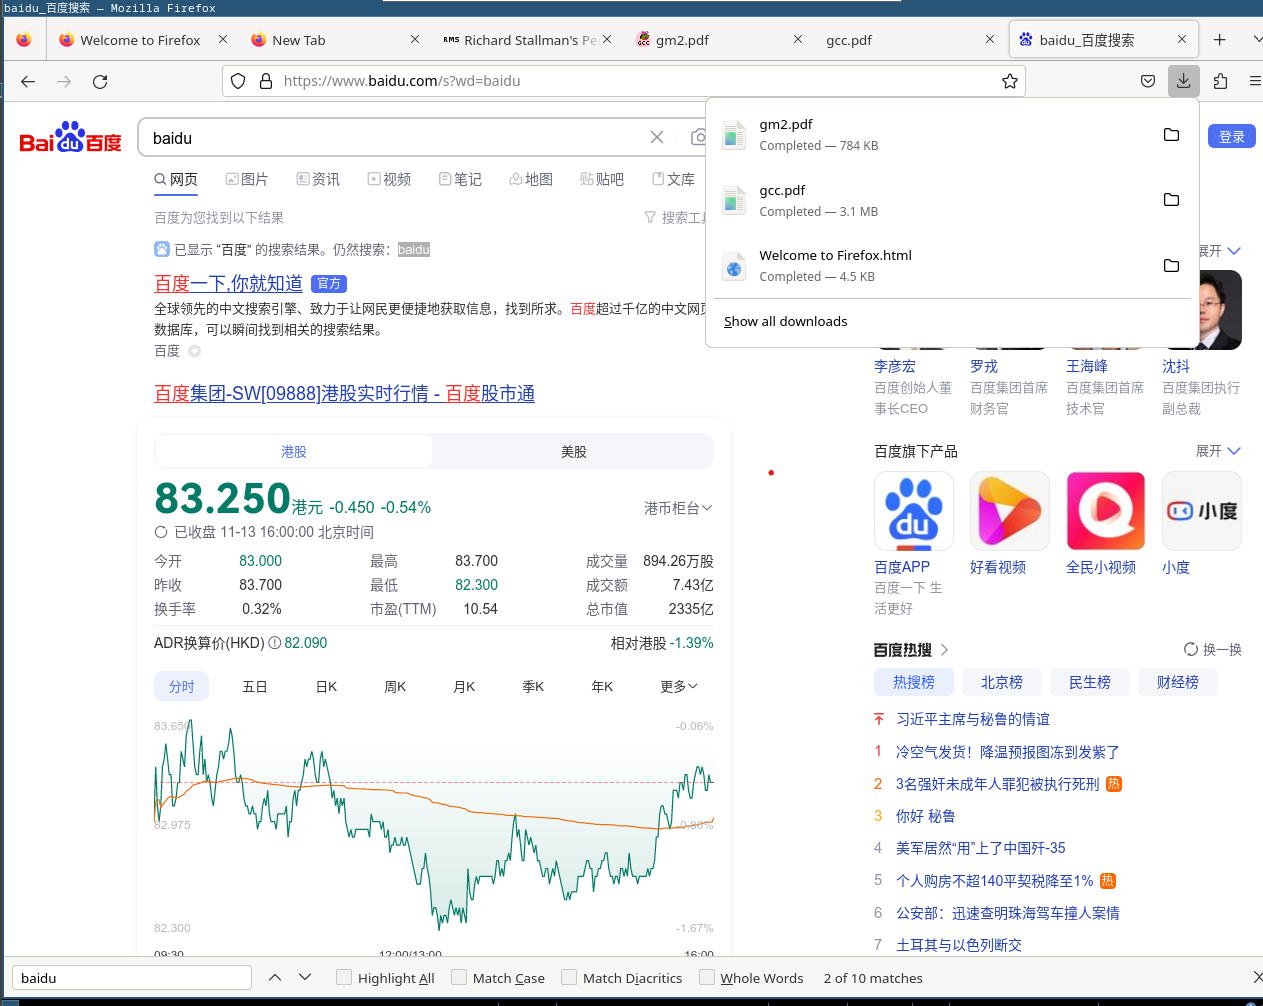 baidu_百度搜索 — Mozilla Firefox
Welcome to Firefox
New Tab
RMS Richard Stallman's Pe
GCC gm2.pdf
gcc.pdf
baidu_百度搜索
https://www.baidu.com/s?wd=baidu
Bai du 百度
baidu
登录
网页 图片 资讯 视频 笔记 地图 贴吧 文库
贴
百度为您找到以下结果
搜索工具
已显示 “百度” 的搜索结果。仍然搜索：baidu
百度一下,你就知道 官方
全球领先的中文搜索引擎、致力于让网民更便捷地获取信息，找到所求。百度超过千亿的中文网页
数据库，可以瞬间找到相关的搜索结果。
百度
gm2.pdf
Completed — 784 KB
gcc.pdf
Completed — 3.1 MB
Welcome to Firefox.html
Completed — 4.5 KB
Show all downloads
百度集团-SW[09888]港股实时行情 - 百度股市通
港股 美股
83.250港元 -0.450 -0.54%
港币柜台
已收盘 11-13 16:00:00 北京时间
今开 83.000 最高 83.700 成交量 894.26万股
昨收 83.700 最低 82.300 成交额 7.43亿
换手率 0.32% 市盈(TTM) 10.54 总市值 2335亿
ADR换算价(HKD) 82.090 相对港股 -1.39%
分时 五日 日K 周K 月K 季K 年K 更多
83.650 -0.06%
82.975 -0.86%
82.300 -1.67%
09:30 12:00/13:00 16:00
展开
李彦宏 罗戎 王海峰 沈抖
百度创始人董 百度集团首席 百度集团首席 百度集团执行
事长CEO 财务官 技术官 副总裁
百度旗下产品 展开
du
小度
百度APP 好看视频 全民小视频 小度
百度一下 生
活更好
百度热搜 换一换
热搜榜 北京榜 民生榜 财经榜
习近平主席与秘鲁的情谊
1 冷空气发货！降温预报图冻到发紫了
2 3名强奸未成年人罪犯被执行死刑 热
3 你好 秘鲁
4 美军居然“用”上了中国歼-35
5 个人购房不超140平契税降至1% 热
6 公安部：迅速查明珠海驾车撞人案情
7 土耳其与以色列断交
baidu
Highlight All
Match Case
Match Diacritics
Whole Words
2 of 10 matches